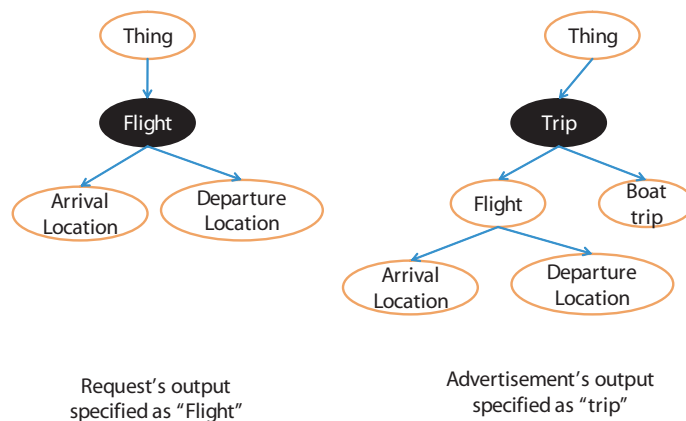 Thing
Flight
Arrival
Location
Departure
Location
Request's output
specified as "Flight"
Thing
Trip
Flight
Boat
trip
Arrival
Location
Departure
Location
Advertisement's output
specified as "trip"